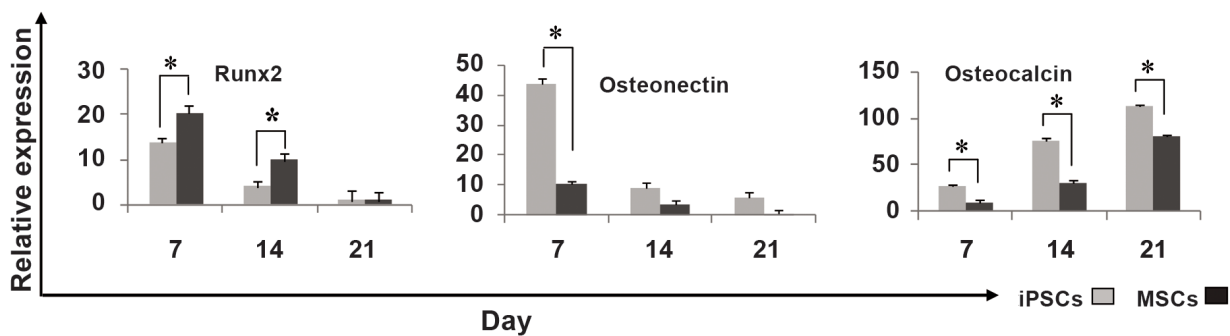 Relative expression
Runx2
*
*
30
20
10
0
7 14 21
Osteonectin
*
50
40
30
20
10
0
7 14 21
Osteocalcin
*
*
*
150
100
50
0
7 14 21
Day
iPSCs MSCs